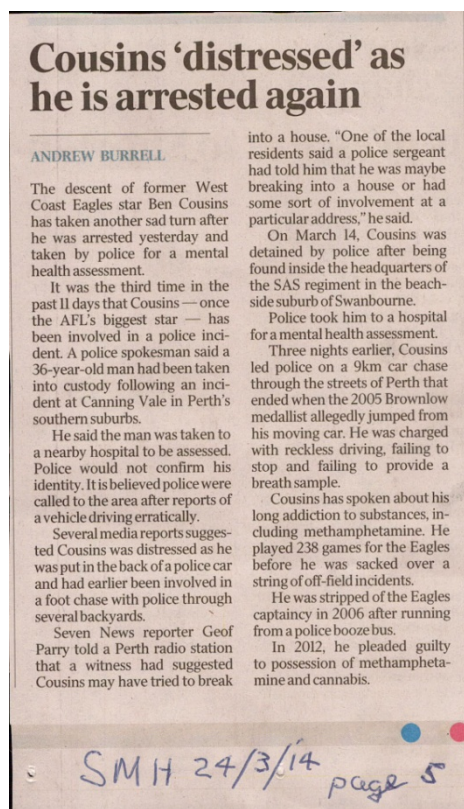 Cousins ‘distressed’ as
he is arrested again
ANDREW BURRELL
The descent of former West
Coast Eagles star Ben Cousins
has taken another sad turn after
he was arrested yesterday and
taken by police for a mental
health assessment.
It was the third time in the
past 11 days that Cousins — once
the AFL’s biggest star — has
been involved in a police inci-
dent. A police spokesman said a
36-year-old man had been taken
into custody following an inci-
dent at Canning Vale in Perth’s
southern suburbs.
He said the man was taken to
a nearby hospital to be assessed.
Police would not confirm his
identity. It is believed police were
called to the area after reports of
a vehicle driving erratically.
Several media reports sugges-
ted Cousins was distressed as he
was put in the back of a police car
and had earlier been involved in
a foot chase with police through
several backyards.
Seven News reporter Geof
Parry told a Perth radio station
that a witness had suggested
Cousins may have tried to break
into a house. “One of the local
residents said a police sergeant
had told him that he was maybe
breaking into a house or had
some sort of involvement at a
particular address,” he said.
On March 14, Cousins was
detained by police after being
found inside the headquarters of
the SAS regiment in the beach-
side suburb of Swanbourne.
Police took him to a hospital
for a mental health assessment.
Three nights earlier, Cousins
led police on a 9km car chase
through the streets of Perth that
ended when the 2005 Brownlow
medallist allegedly jumped from
his moving car. He was charged
with reckless driving, failing to
stop and failing to provide a
breath sample.
Cousins has spoken about his
long addiction to substances, in-
cluding methamphetamine. He
played 238 games for the Eagles
before he was sacked over a
string of off-field incidents.
He was stripped of the Eagles
captaincy in 2006 after running
from a police booze bus.
In 2012, he pleaded guilty
to possession of methampheta-
mine and cannabis.
SMH 24/3/14
page 5